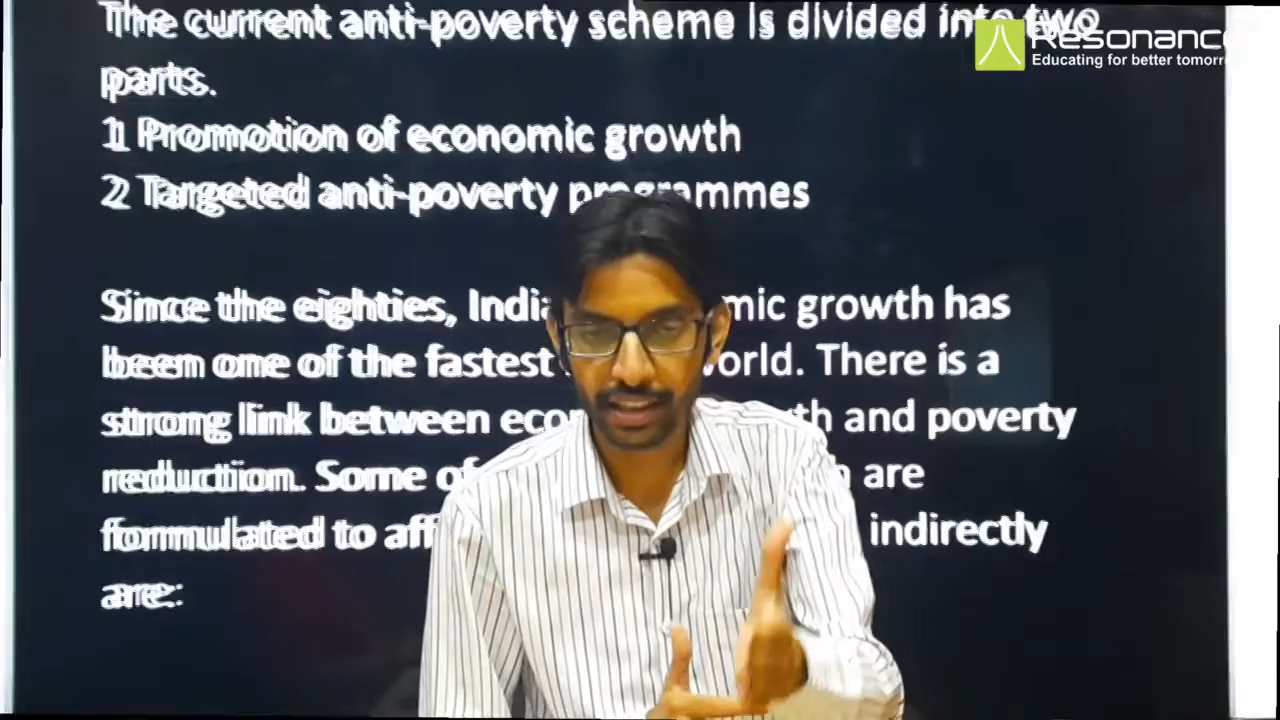 The current anti-poverty scheme is divided into two
Resonance
Educating for better tomorr
parts.
1 Promotion of economic growth
2 Targeted anti-poverty programmes
Since the eighties, India mic growth has
been one of the fastest world. There is a
strong link between eco th and poverty
reduction. Some of h are
formulated to aff indirectly
are: